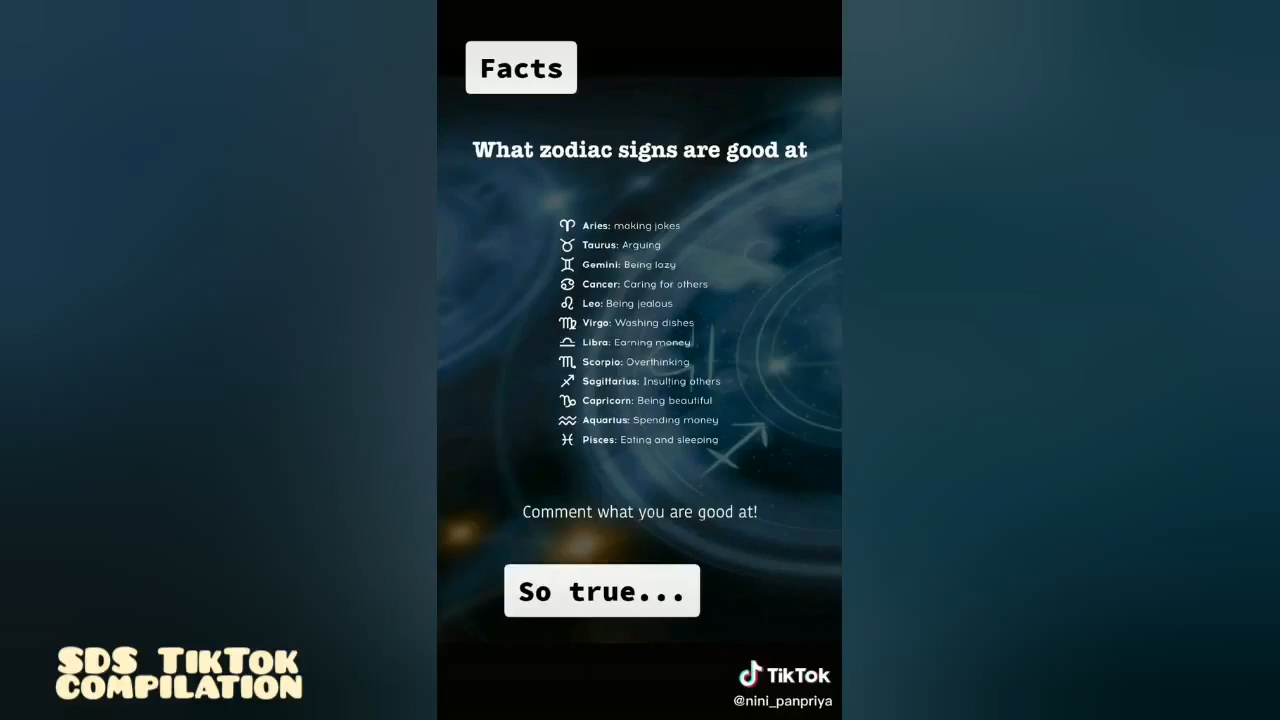 Facts
What zodiac signs are good at
♈ Aries: making jokes
♉ Taurus: Arguing
♊ Gemini: Being lazy
♋ Cancer: Caring for others
♌ Leo: Being jealous
♍ Virgo: Washing dishes
♎ Libra: Earning money
♏ Scorpio: Overthinking
♐ Sagittarius: Insulting others
♑ Capricorn: Being beautiful
♒ Aquarius: Spending money
♓ Pisces: Eating and sleeping
Comment what you are good at!
So true...
SDS TikTok
COMPILATION
TikTok
@nini_panpriya